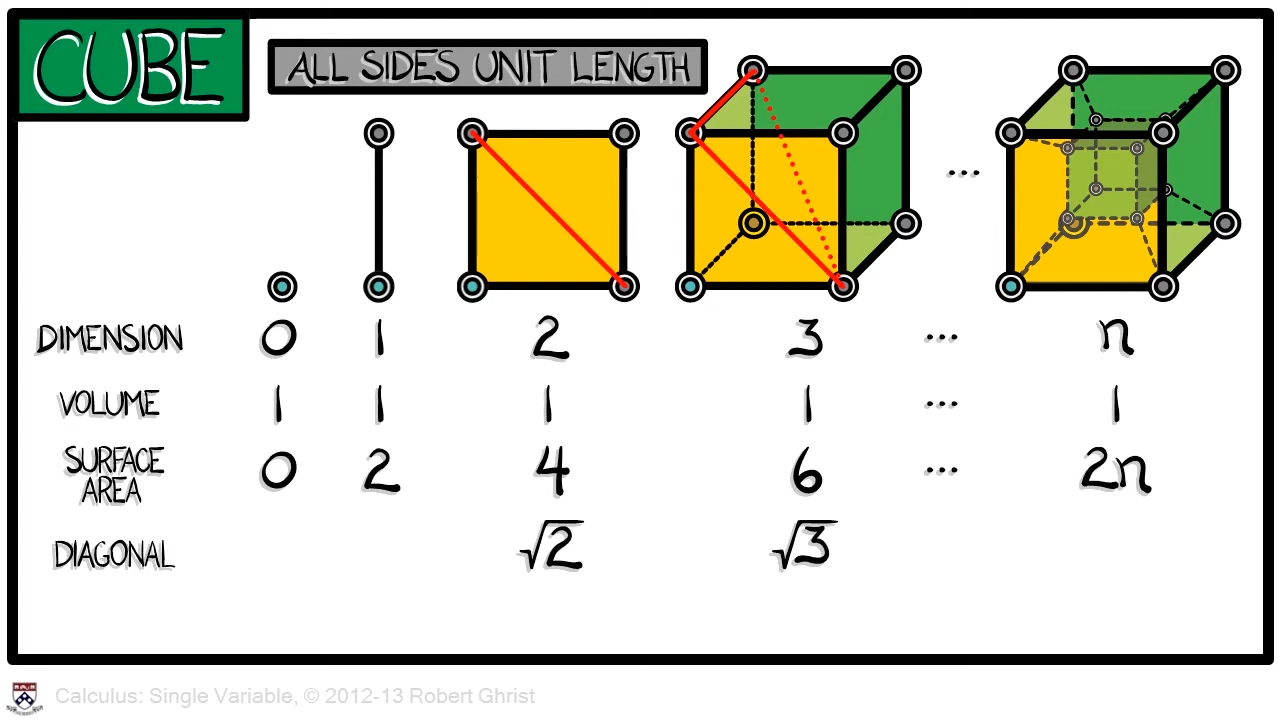 CUBE
ALL SIDES UNIT LENGTH
...
DIMENSION 0 1 2 3 ... n
VOLUME 1 1 1 1 ... 1
SURFACE AREA 0 2 4 6 ... 2n
DIAGONAL √2 √3
Calculus: Single Variable, © 2012-13 Robert Ghrist